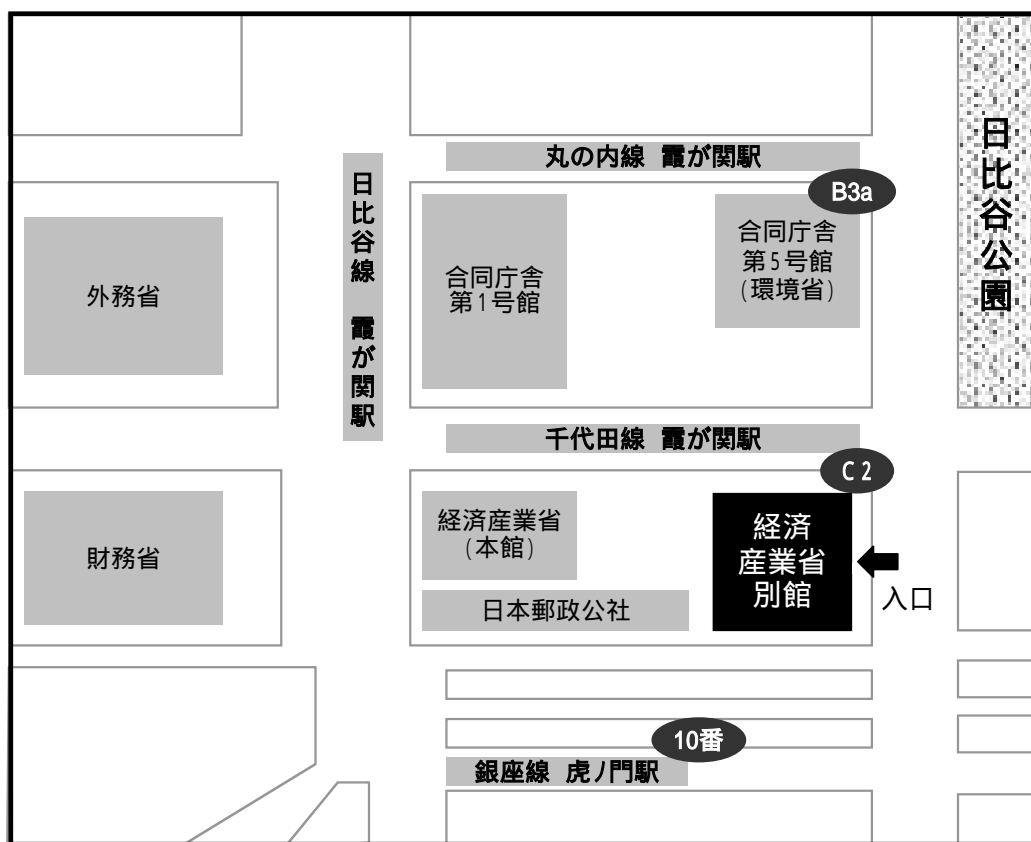 丸の内線 霞が関駅
B3a
日比谷公園
日比谷線 霞が関駅
外務省
合同庁舎
第1号館
合同庁舎
第5号館
(環境省)
千代田線 霞が関駅
C2
財務省
経済産業省
(本館)
経済
産業省
別館
入口
日本郵政公社
10番
銀座線 虎ノ門駅